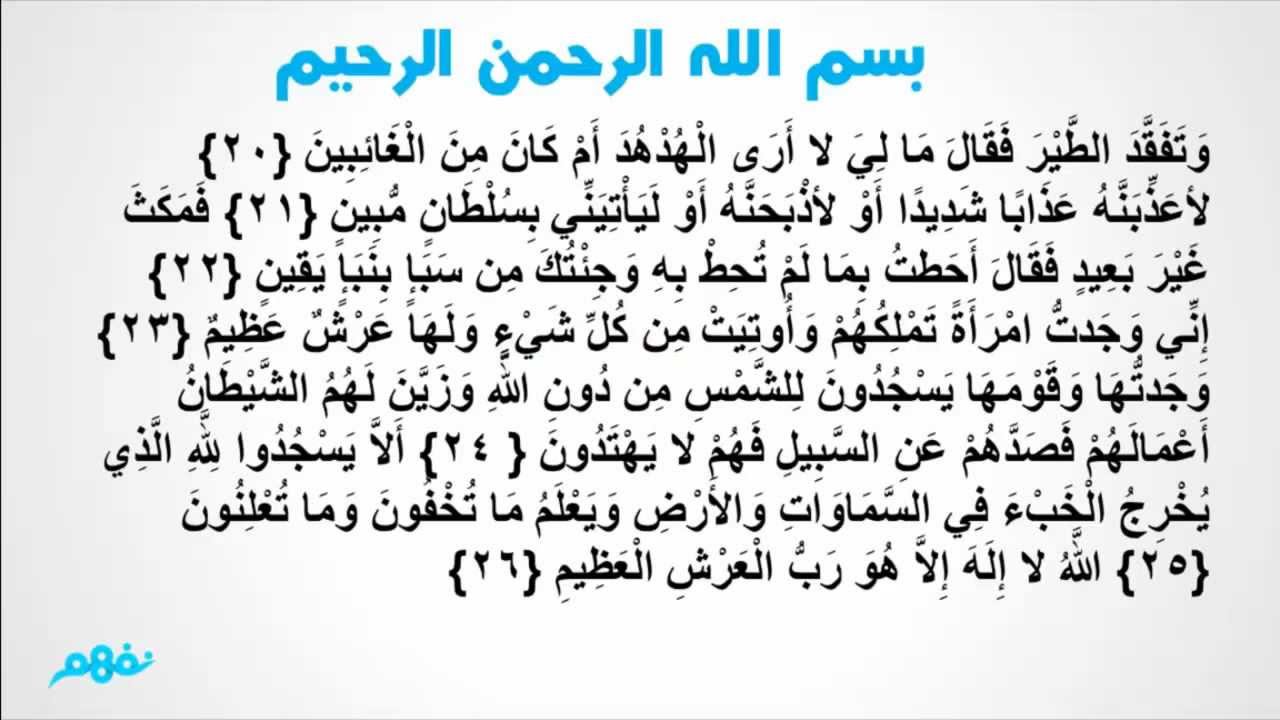 بسم الله الرحمن الرحيم
وَتَفَقَّدَ الطَّيْرَ فَقَالَ مَا لِيَ لا أَرَى الْهُدْهُدَ أَمْ كَانَ مِنَ الْغَائِبِينَ {٢٠}
لأعَذِّبَنَّهُ عَذَابًا شَدِيدًا أَوْ لأذْبَحَنَّهُ أَوْ لَيَأْتِيَنِّي بِسُلْطَانٍ مُّبِينٍ {٢١} فَمَكَثَ
غَيْرَ بَعِيدٍ فَقَالَ أَحَطتُ بِمَا لَمْ تُحِطْ بِهِ وَجِئْتُكَ مِن سَبَإٍ بِنَبَإٍ يَقِينٍ {٢٢}
إِنِّي وَجَدتُّ امْرَأَةً تَمْلِكُهُمْ وَأُوتِيَتْ مِن كُلِّ شَيْءٍ وَلَهَا عَرْشٌ عَظِيمٌ {٢٣}
وَجَدتُّهَا وَقَوْمَهَا يَسْجُدُونَ لِلشَّمْسِ مِن دُونِ اللهِ وَزَيَّنَ لَهُمُ الشَّيْطَانُ
أَعْمَالَهُمْ فَصَدَّهُمْ عَنِ السَّبِيلِ فَهُمْ لا يَهْتَدُونَ { ٢٤} أَلاَّ يَسْجُدُوا لِلَّهِ الَّذِي
يُخْرِجُ الْخَبْءَ فِي السَّمَاوَاتِ وَالأَرْضِ وَيَعْلَمُ مَا تُخْفُونَ وَمَا تُعْلِنُونَ
{٢٥} اللَّهُ لا إِلَهَ إِلاَّ هُوَ رَبُّ الْعَرْشِ الْعَظِيمِ {٢٦}
نفهم